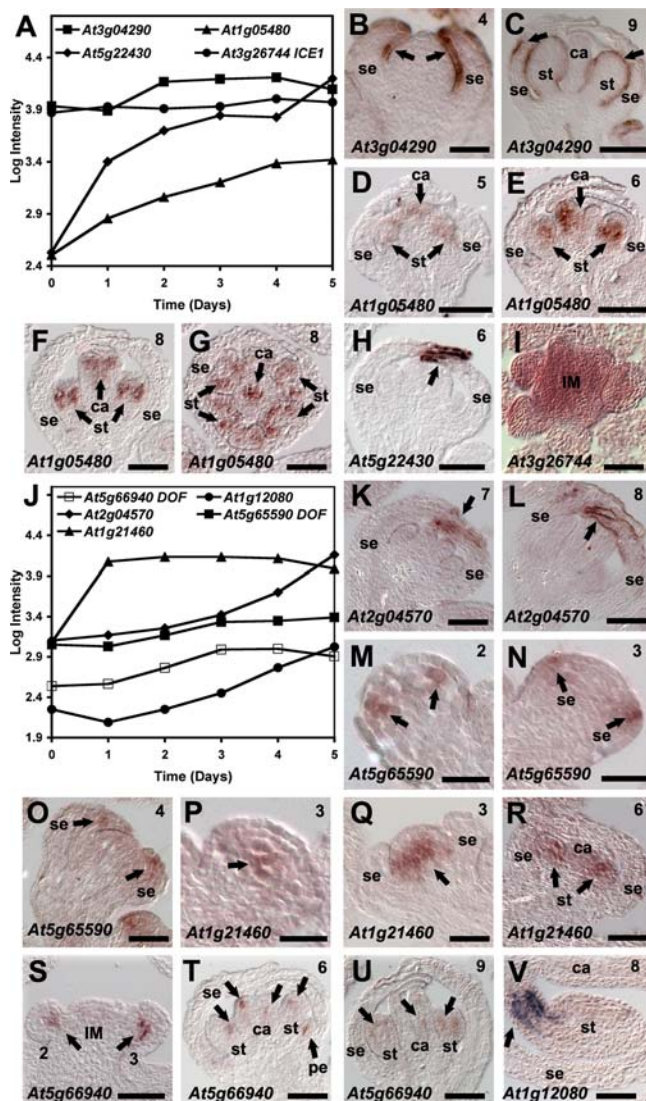 A
At3g04290
At1g05480
At5g22430
At3g26744 ICE1
Log Intensity
4.4
3.9
3.4
2.9
2.4
0 1 2 3 4 5
Time (Days)
B
4
se
se
At3g04290
C
9
ca
st
st
se
se
At3g04290
D
5
ca
se
se
st
At1g05480
E
6
ca
se
se
st
At1g05480
F
8
ca
se
se
st
At1g05480
G
8
ca
st
st
st
st
At1g05480
H
6
se
se
At5g22430
I
IM
At3g26744
J
At5g66940 DOF
At1g12080
At2g04570
At5g65590 DOF
At1g21460
Log Intensity
4.4
3.9
3.4
2.9
2.4
1.9
0 1 2 3 4 5
Time (Days)
K
7
se
se
At2g04570
L
8
se
se
At2g04570
M
2
At5g65590
N
3
se
se
At5g65590
O
4
se
se
At5g65590
P
3
At1g21460
Q
3
se
se
At1g21460
R
6
ca
se
st
se
At1g21460
S
IM
2
3
At5g66940
T
6
se
ca
st
st
pe
At5g66940
U
9
st
st
se
ca
se
At5g66940
V
8
ca
st
se
At1g12080